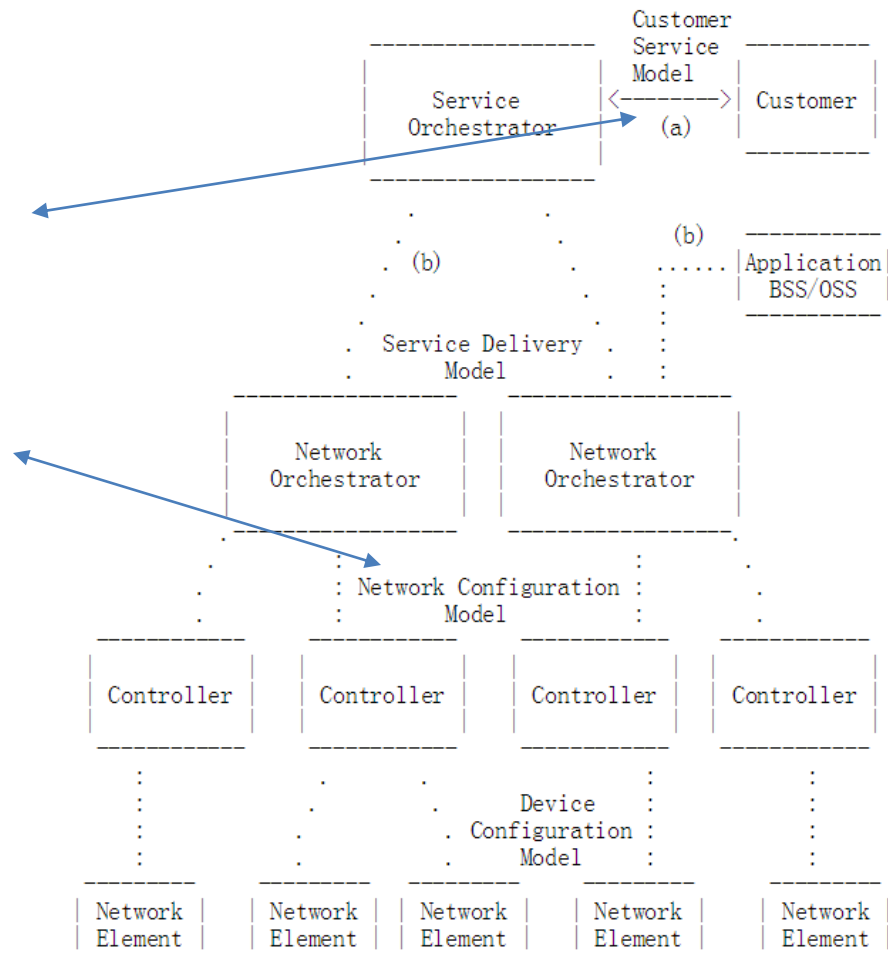 Customer
Service
Model
Service
Orchestrator
(a)
Customer
(b)
(b)
Application
BSS/OSS
Service Delivery
Model
Network
Orchestrator
Network
Orchestrator
Network Configuration
Model
Controller
Controller
Controller
Controller
Device
Configuration
Model
Network
Element
Network
Element
Network
Element
Network
Element
Network
Element